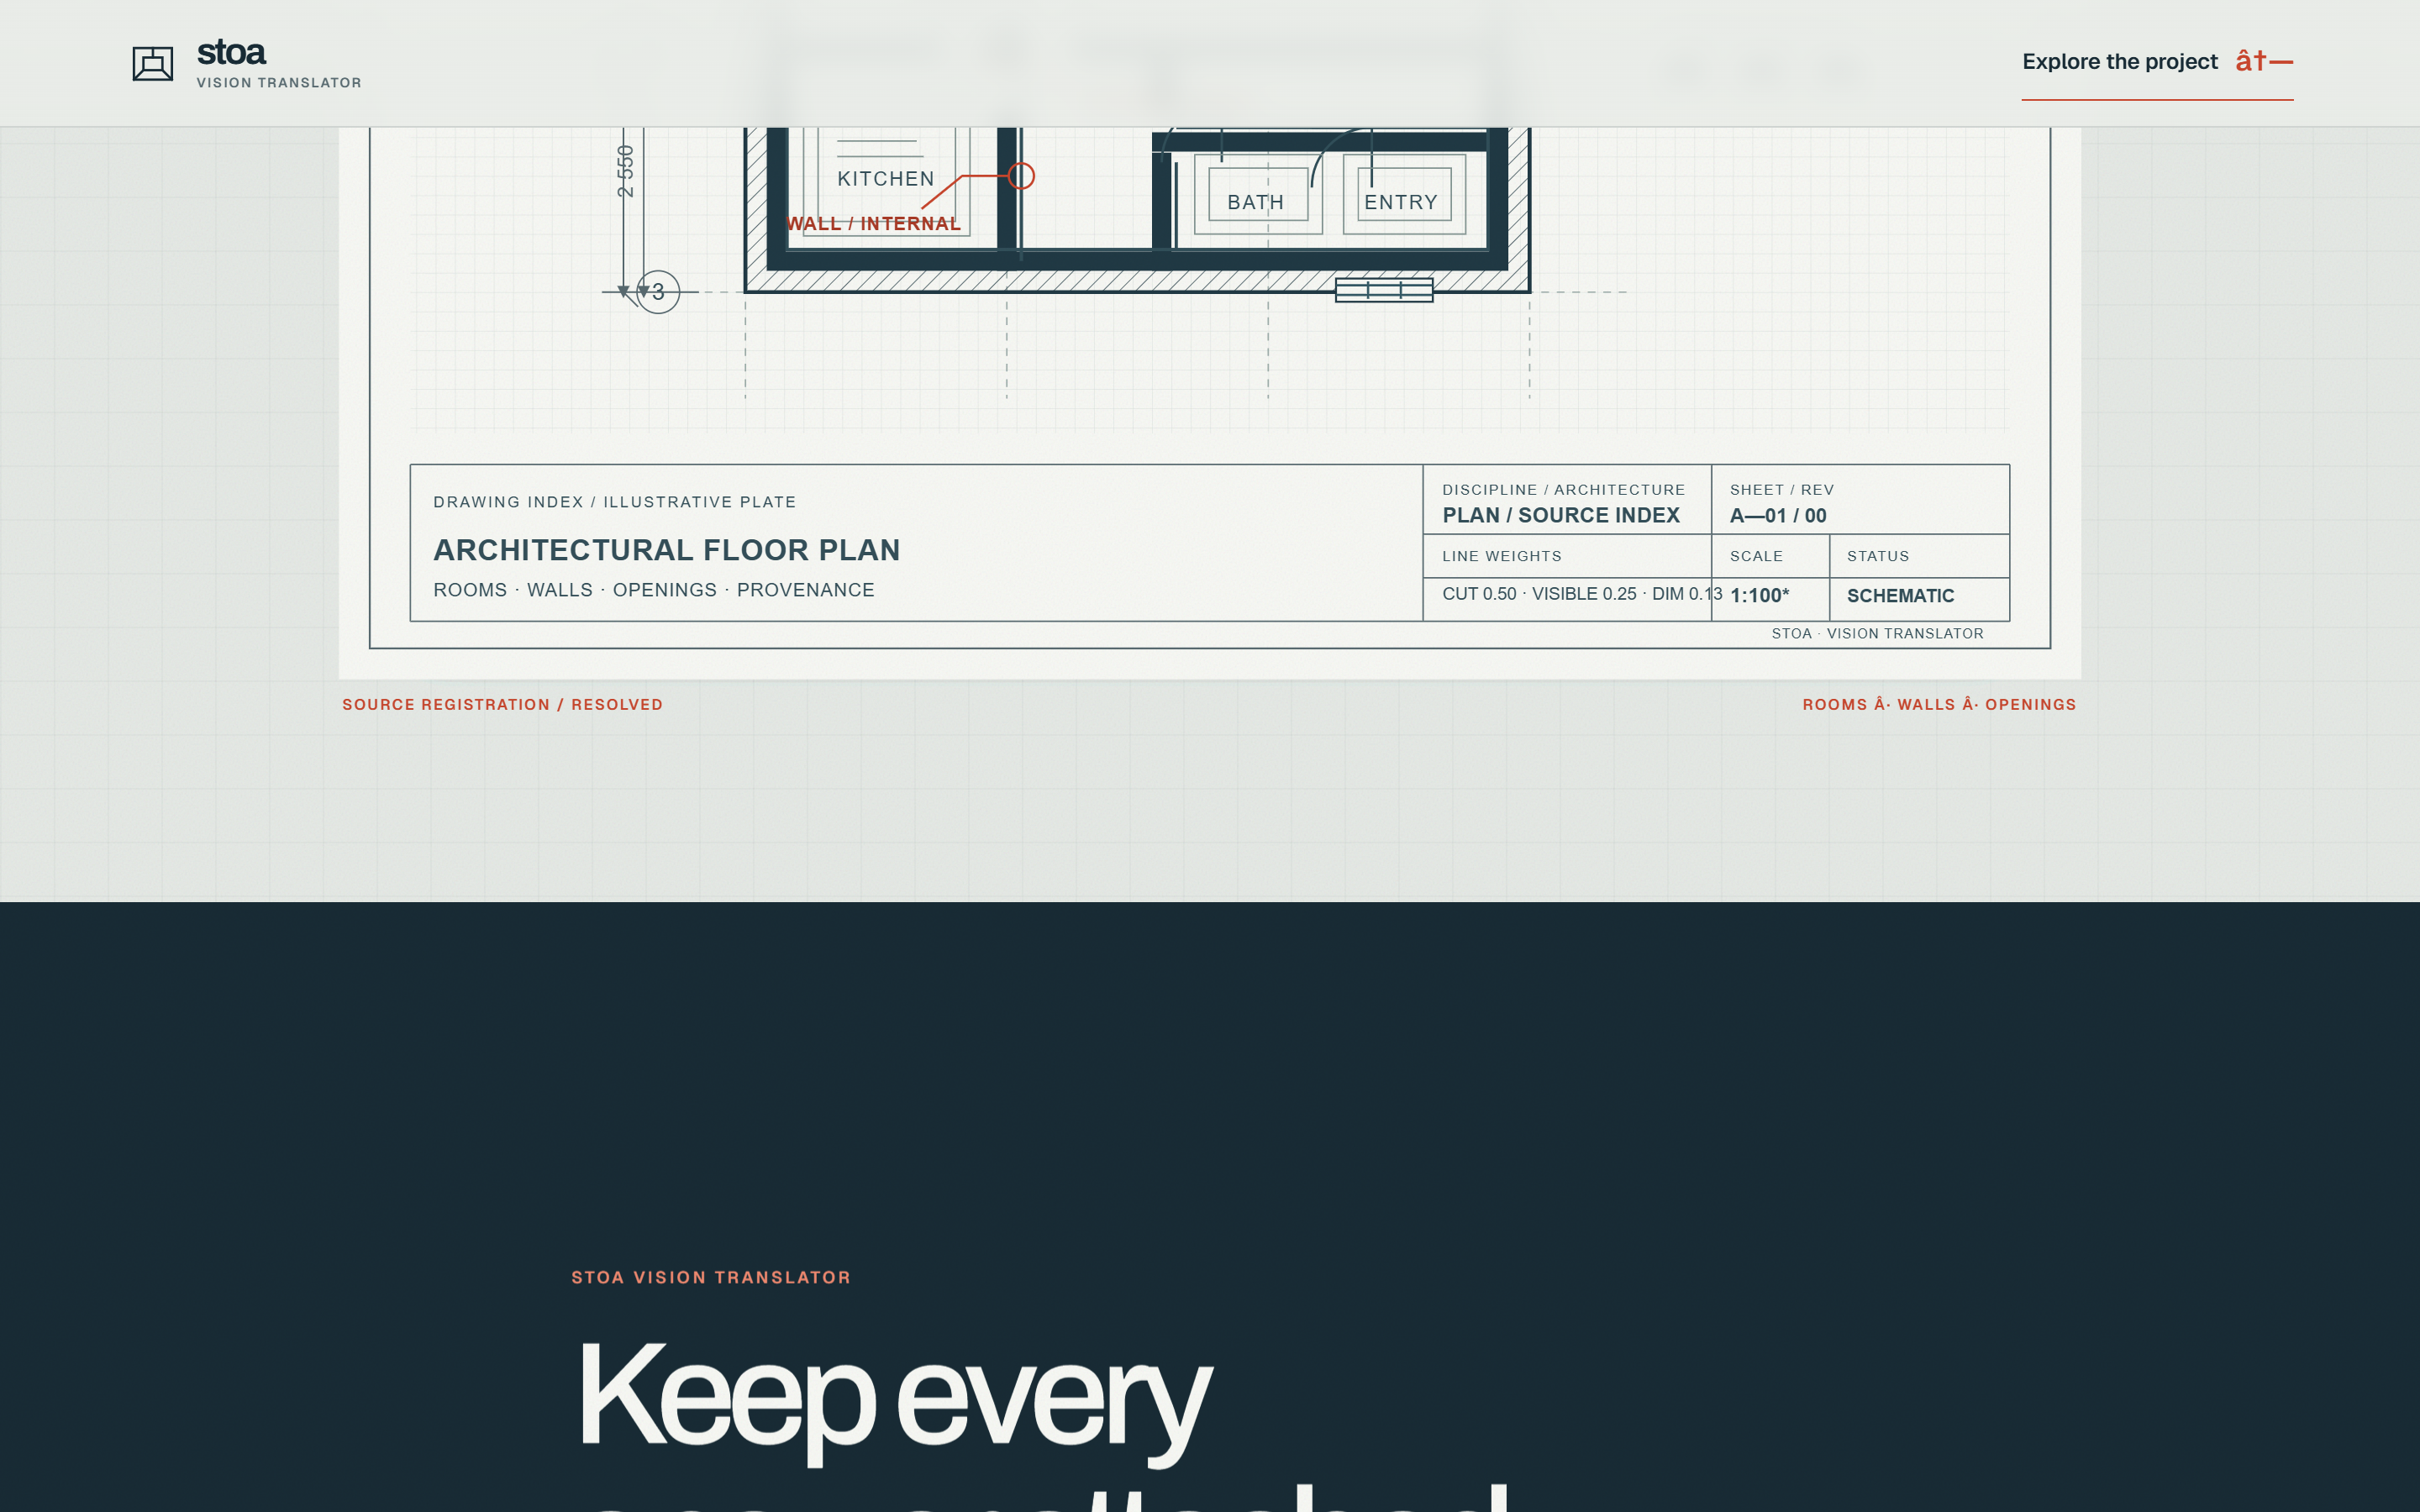 stoa
VISION TRANSLATOR
Explore the project â†—
2 550
KITCHEN
WALL / INTERNAL
BATH
ENTRY
3
DRAWING INDEX / ILLUSTRATIVE PLATE
ARCHITECTURAL FLOOR PLAN
ROOMS · WALLS · OPENINGS · PROVENANCE
DISCIPLINE / ARCHITECTURE
PLAN / SOURCE INDEX
SHEET / REV
A—01 / 00
LINE WEIGHTS
CUT 0.50 · VISIBLE 0.25 · DIM 0.13
SCALE
1:100*
STATUS
SCHEMATIC
STOA · VISION TRANSLATOR
SOURCE REGISTRATION / RESOLVED
ROOMS Â· WALLS Â· OPENINGS
STOA VISION TRANSLATOR
Keep every